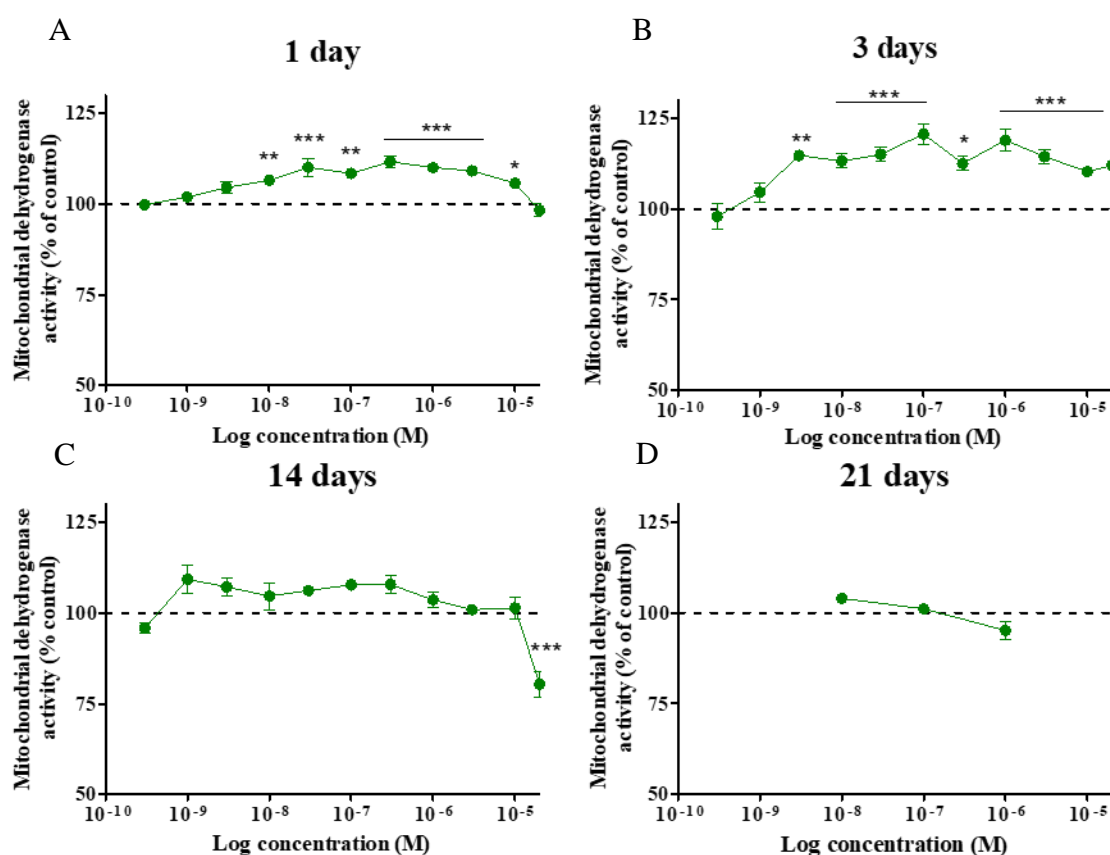 A
1 day
Mitochondrial dehydrogenase
activity (% of control)
125
100
75
50
**
***
**
***
*
10⁻¹⁰ 10⁻⁹ 10⁻⁸ 10⁻⁷ 10⁻⁶ 10⁻⁵
Log concentration (M)
B
3 days
Mitochondrial dehydrogenase
activity (% of control)
125
100
75
50
**
***
*
***
10⁻¹⁰ 10⁻⁹ 10⁻⁸ 10⁻⁷ 10⁻⁶ 10⁻⁵
Log concentration (M)
C
14 days
Mitochondrial dehydrogenase
activity (% control)
125
100
75
50
***
10⁻¹⁰ 10⁻⁹ 10⁻⁸ 10⁻⁷ 10⁻⁶ 10⁻⁵
Log concentration (M)
D
21 days
Mitochondrial dehydrogenase
activity (% of control)
125
100
75
50
10⁻¹⁰ 10⁻⁹ 10⁻⁸ 10⁻⁷ 10⁻⁶ 10⁻⁵
Log concentration (M)